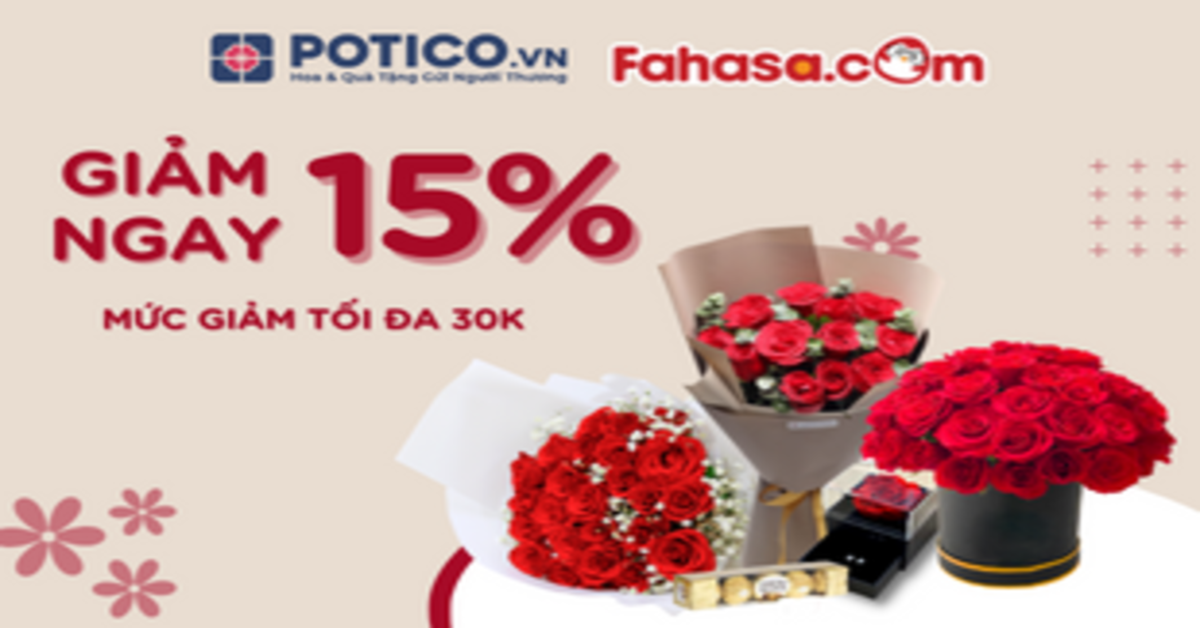 POTICO.VN
Hoa & Quà Tặng Gửi Người Thương
Fahasa.com
GIẢM
NGAY
15%
MỨC GIẢM TỐI ĐA 30K